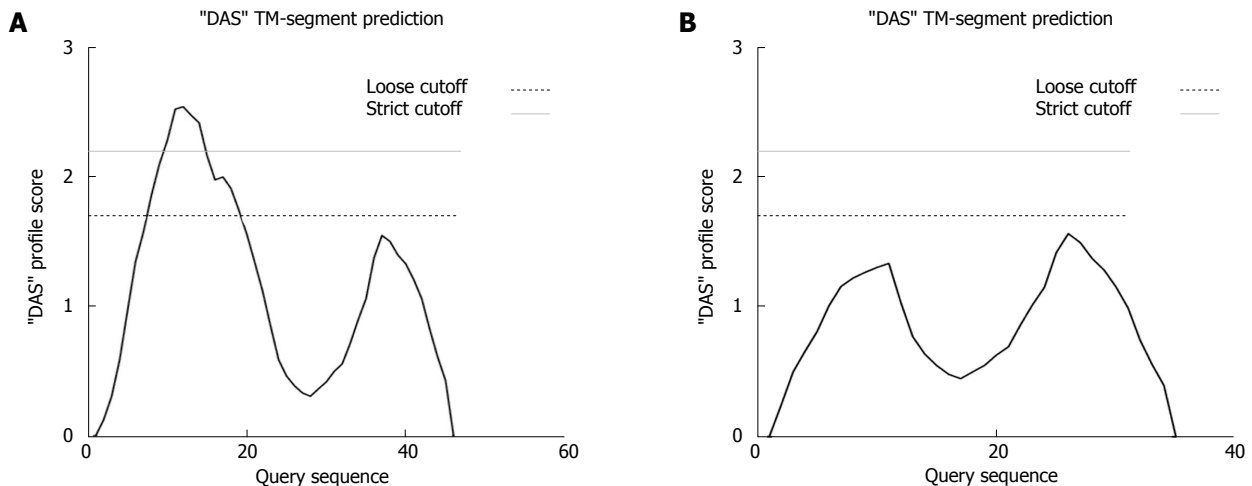 A
"DAS" TM-segment prediction
3
2
1
0
"DAS" profile score
Loose cutoff
Strict cutoff
0
20
40
60
Query sequence
B
"DAS" TM-segment prediction
3
2
1
0
"DAS" profile score
Loose cutoff
Strict cutoff
0
20
40
Query sequence